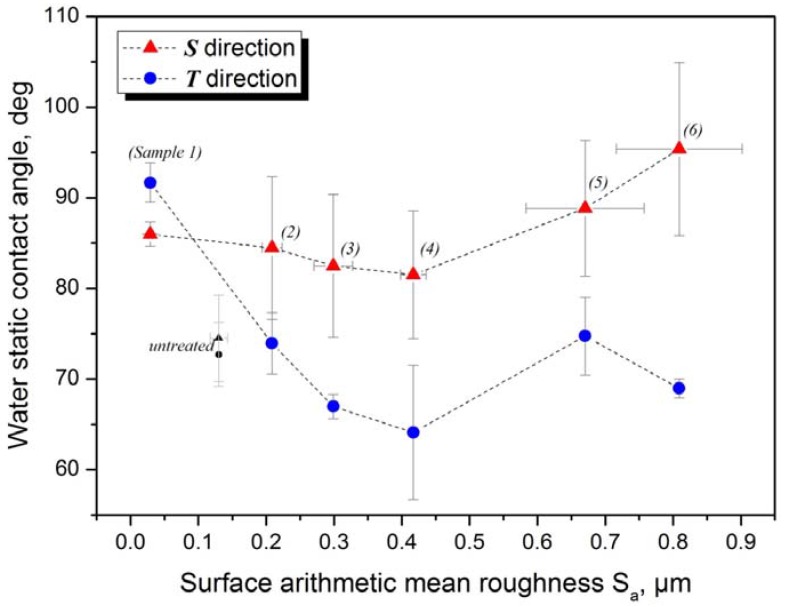 S direction
T direction
110
100
90
80
70
60
Water static contact angle, deg
(Sample 1)
(2)
(3)
(4)
(5)
(6)
untreated
0.0 0.1 0.2 0.3 0.4 0.5 0.6 0.7 0.8 0.9
Surface arithmetic mean roughness Sa, µm